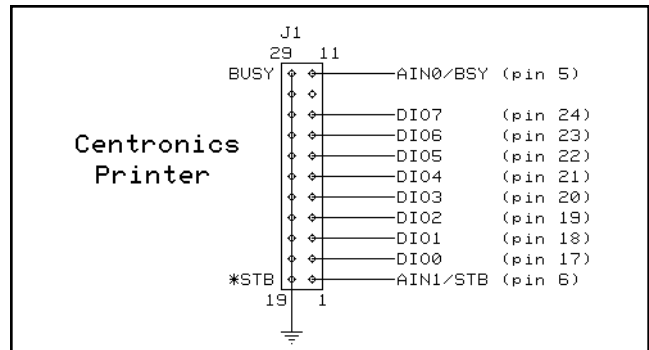 J1
29 11
BUSY AIN0/BSY (pin 5)
DIO7 (pin 24)
DIO6 (pin 23)
Centronics DIO5 (pin 22)
Printer DIO4 (pin 21)
DIO3 (pin 20)
DIO2 (pin 19)
DIO1 (pin 18)
DIO0 (pin 17)
*STB AIN1/STB (pin 6)
19 1